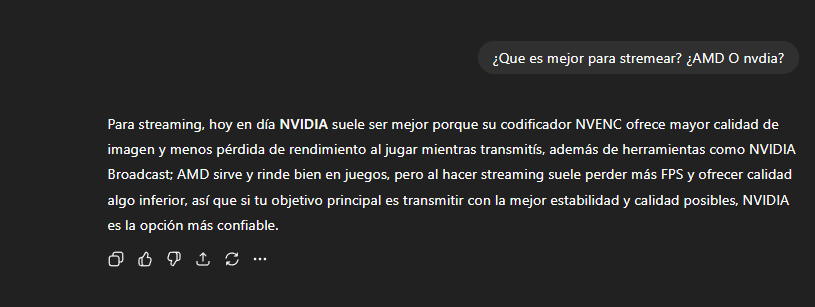 ¿Que es mejor para stremear? ¿AMD O nvdia?
Para streaming, hoy en día NVIDIA suele ser mejor porque su codificador NVENC ofrece mayor calidad de
imagen y menos pérdida de rendimiento al jugar mientras transmitís, además de herramientas como NVIDIA
Broadcast; AMD sirve y rinde bien en juegos, pero al hacer streaming suele perder más FPS y ofrecer calidad
algo inferior, así que si tu objetivo principal es transmitir con la mejor estabilidad y calidad posibles, NVIDIA
es la opción más confiable.